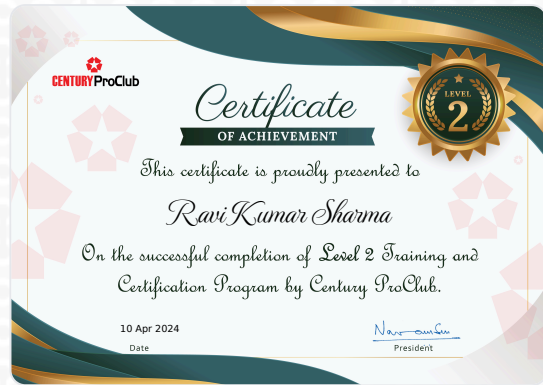 CENTURY ProClub
LEVEL
2
Certificate
OF ACHIEVEMENT
This certificate is proudly presented to
Ravi Kumar Sharma
On the successful completion of Level 2 Training and
Certification Program by Century ProClub.
10 Apr 2024
Date
President